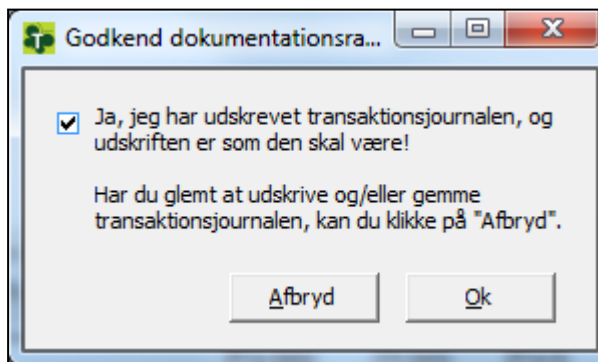 Godkend dokumentationsra...
Ja, jeg har udskrevet transaktionsjournalen, og
udskriften er som den skal være!
Har du glemt at udskrive og/eller gemme
transaktionsjournalen, kan du klikke på "Afbryd".
Afbryd
Ok